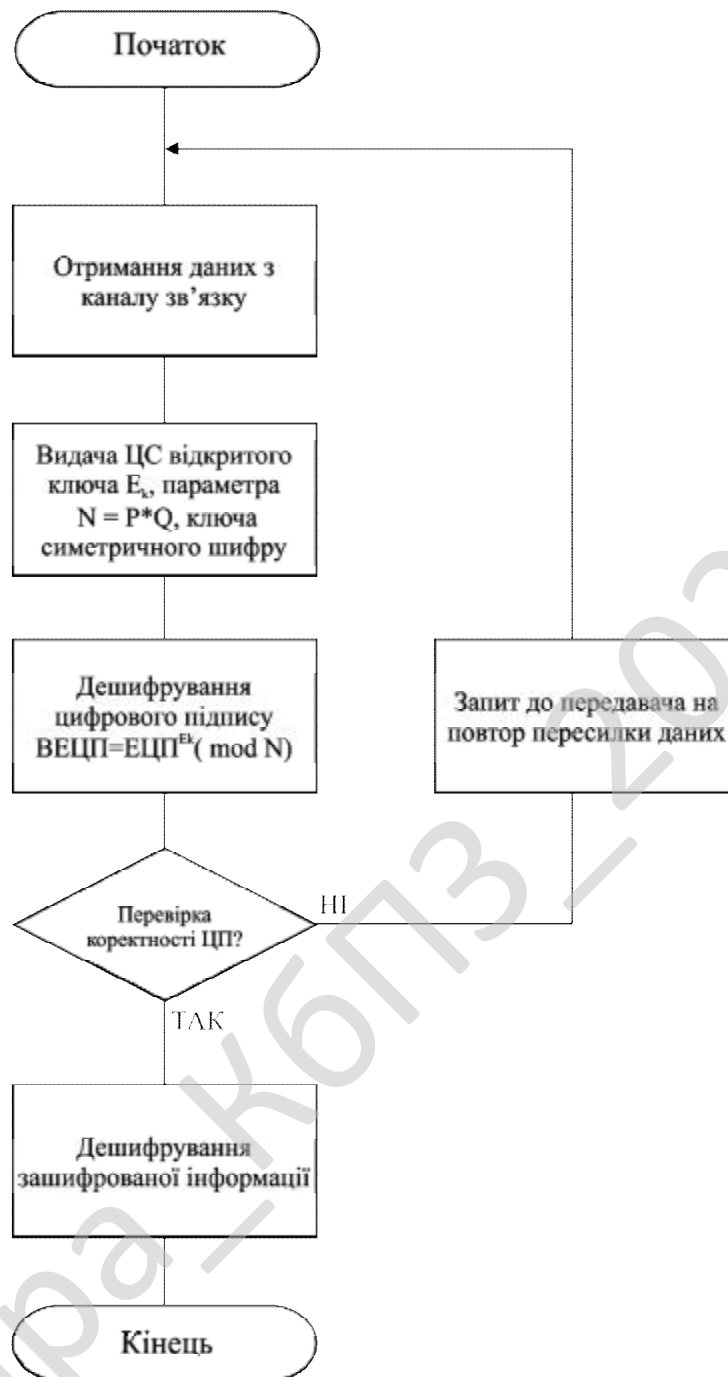 Початок
Отримання даних з
каналу зв’язку
Видача ЦС відкритого
ключа Eₖ, параметра
N = P*Q, ключа
симетричного шифру
Дешифрування
цифрового підпису
ВЕЦП=ЕЦП^Ek( mod N)
Запит до передавача на
повтор пересилки даних
Перевірка
коректності ЦП?
НІ
ТАК
Дешифрування
зашифрованої інформації
Кінець